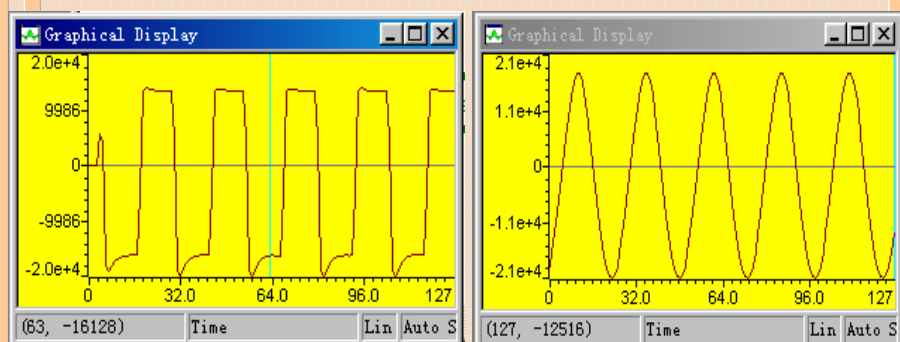 Graphical Display
2.0e+4
9986
0
-9986
-2.0e+4
0 32.0 64.0 96.0 127
(63, -16128) Time Lin Auto S
Graphical Display
2.1e+4
1.1e+4
0
-1.1e+4
-2.1e+4
0 32.0 64.0 96.0 127
(127, -12516) Time Lin Auto S